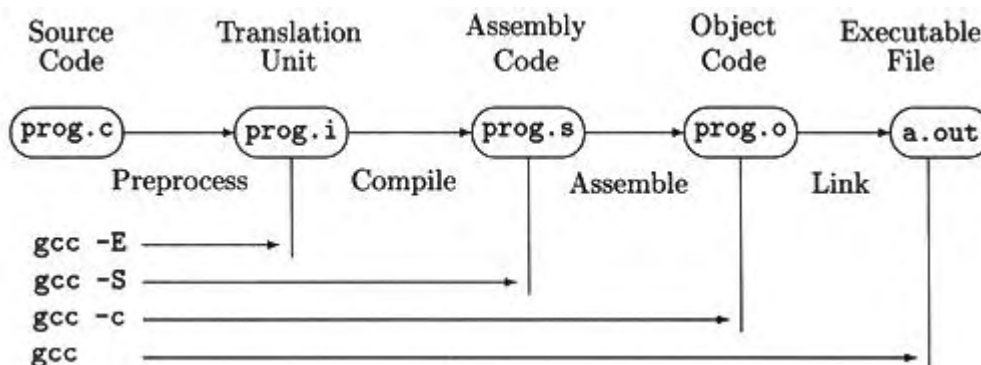 Source Translation Assembly Object Executable
Code Unit Code Code File
prog.c prog.i prog.s prog.o a.out
Preprocess Compile Assemble Link
gcc -E
gcc -S
gcc -c
gcc